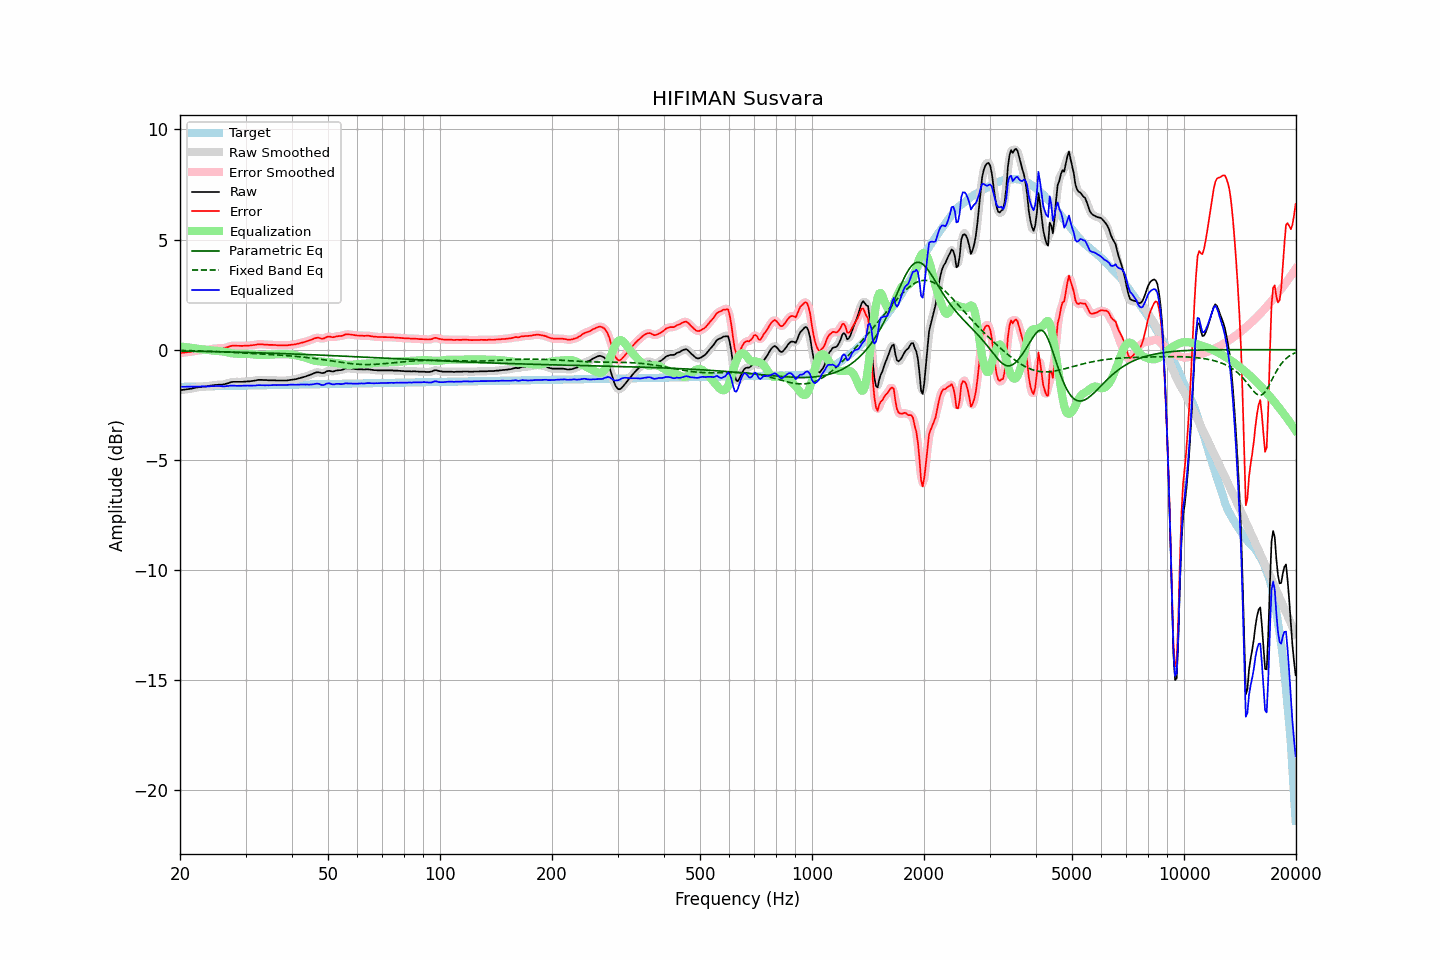 HIFIMAN Susvara
Target
Raw Smoothed
Error Smoothed
Raw
Error
Equalization
Parametric Eq
Fixed Band Eq
Equalized
10
5
0
−5
−10
−15
−20
Amplitude (dBr)
20 50 100 200 500 1000 2000 5000 10000 20000
Frequency (Hz)